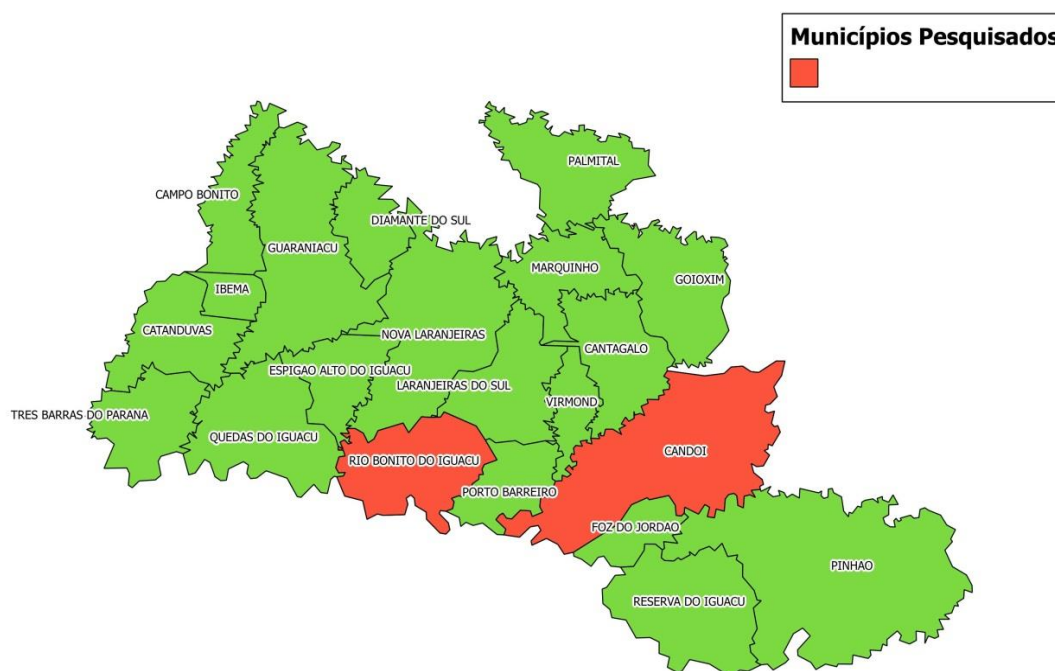 Municípios Pesquisados
PALMITAL
CAMPO BONITO
DIAMANTE DO SUL
GUARANIACU
MARQUINHO
GOIOXIM
IBEMA
CATANDUVAS
NOVA LARANJEIRAS
CANTAGALO
ESPIGAO ALTO DO IGUACU
LARANJEIRAS DO SUL
VIRMOND
TRES BARRAS DO PARANA
QUEDAS DO IGUACU
CANDOI
RIO BONITO DO IGUACU
PORTO BARREIRO
FOZ DO JORDAO
PINHAO
RESERVA DO IGUACU